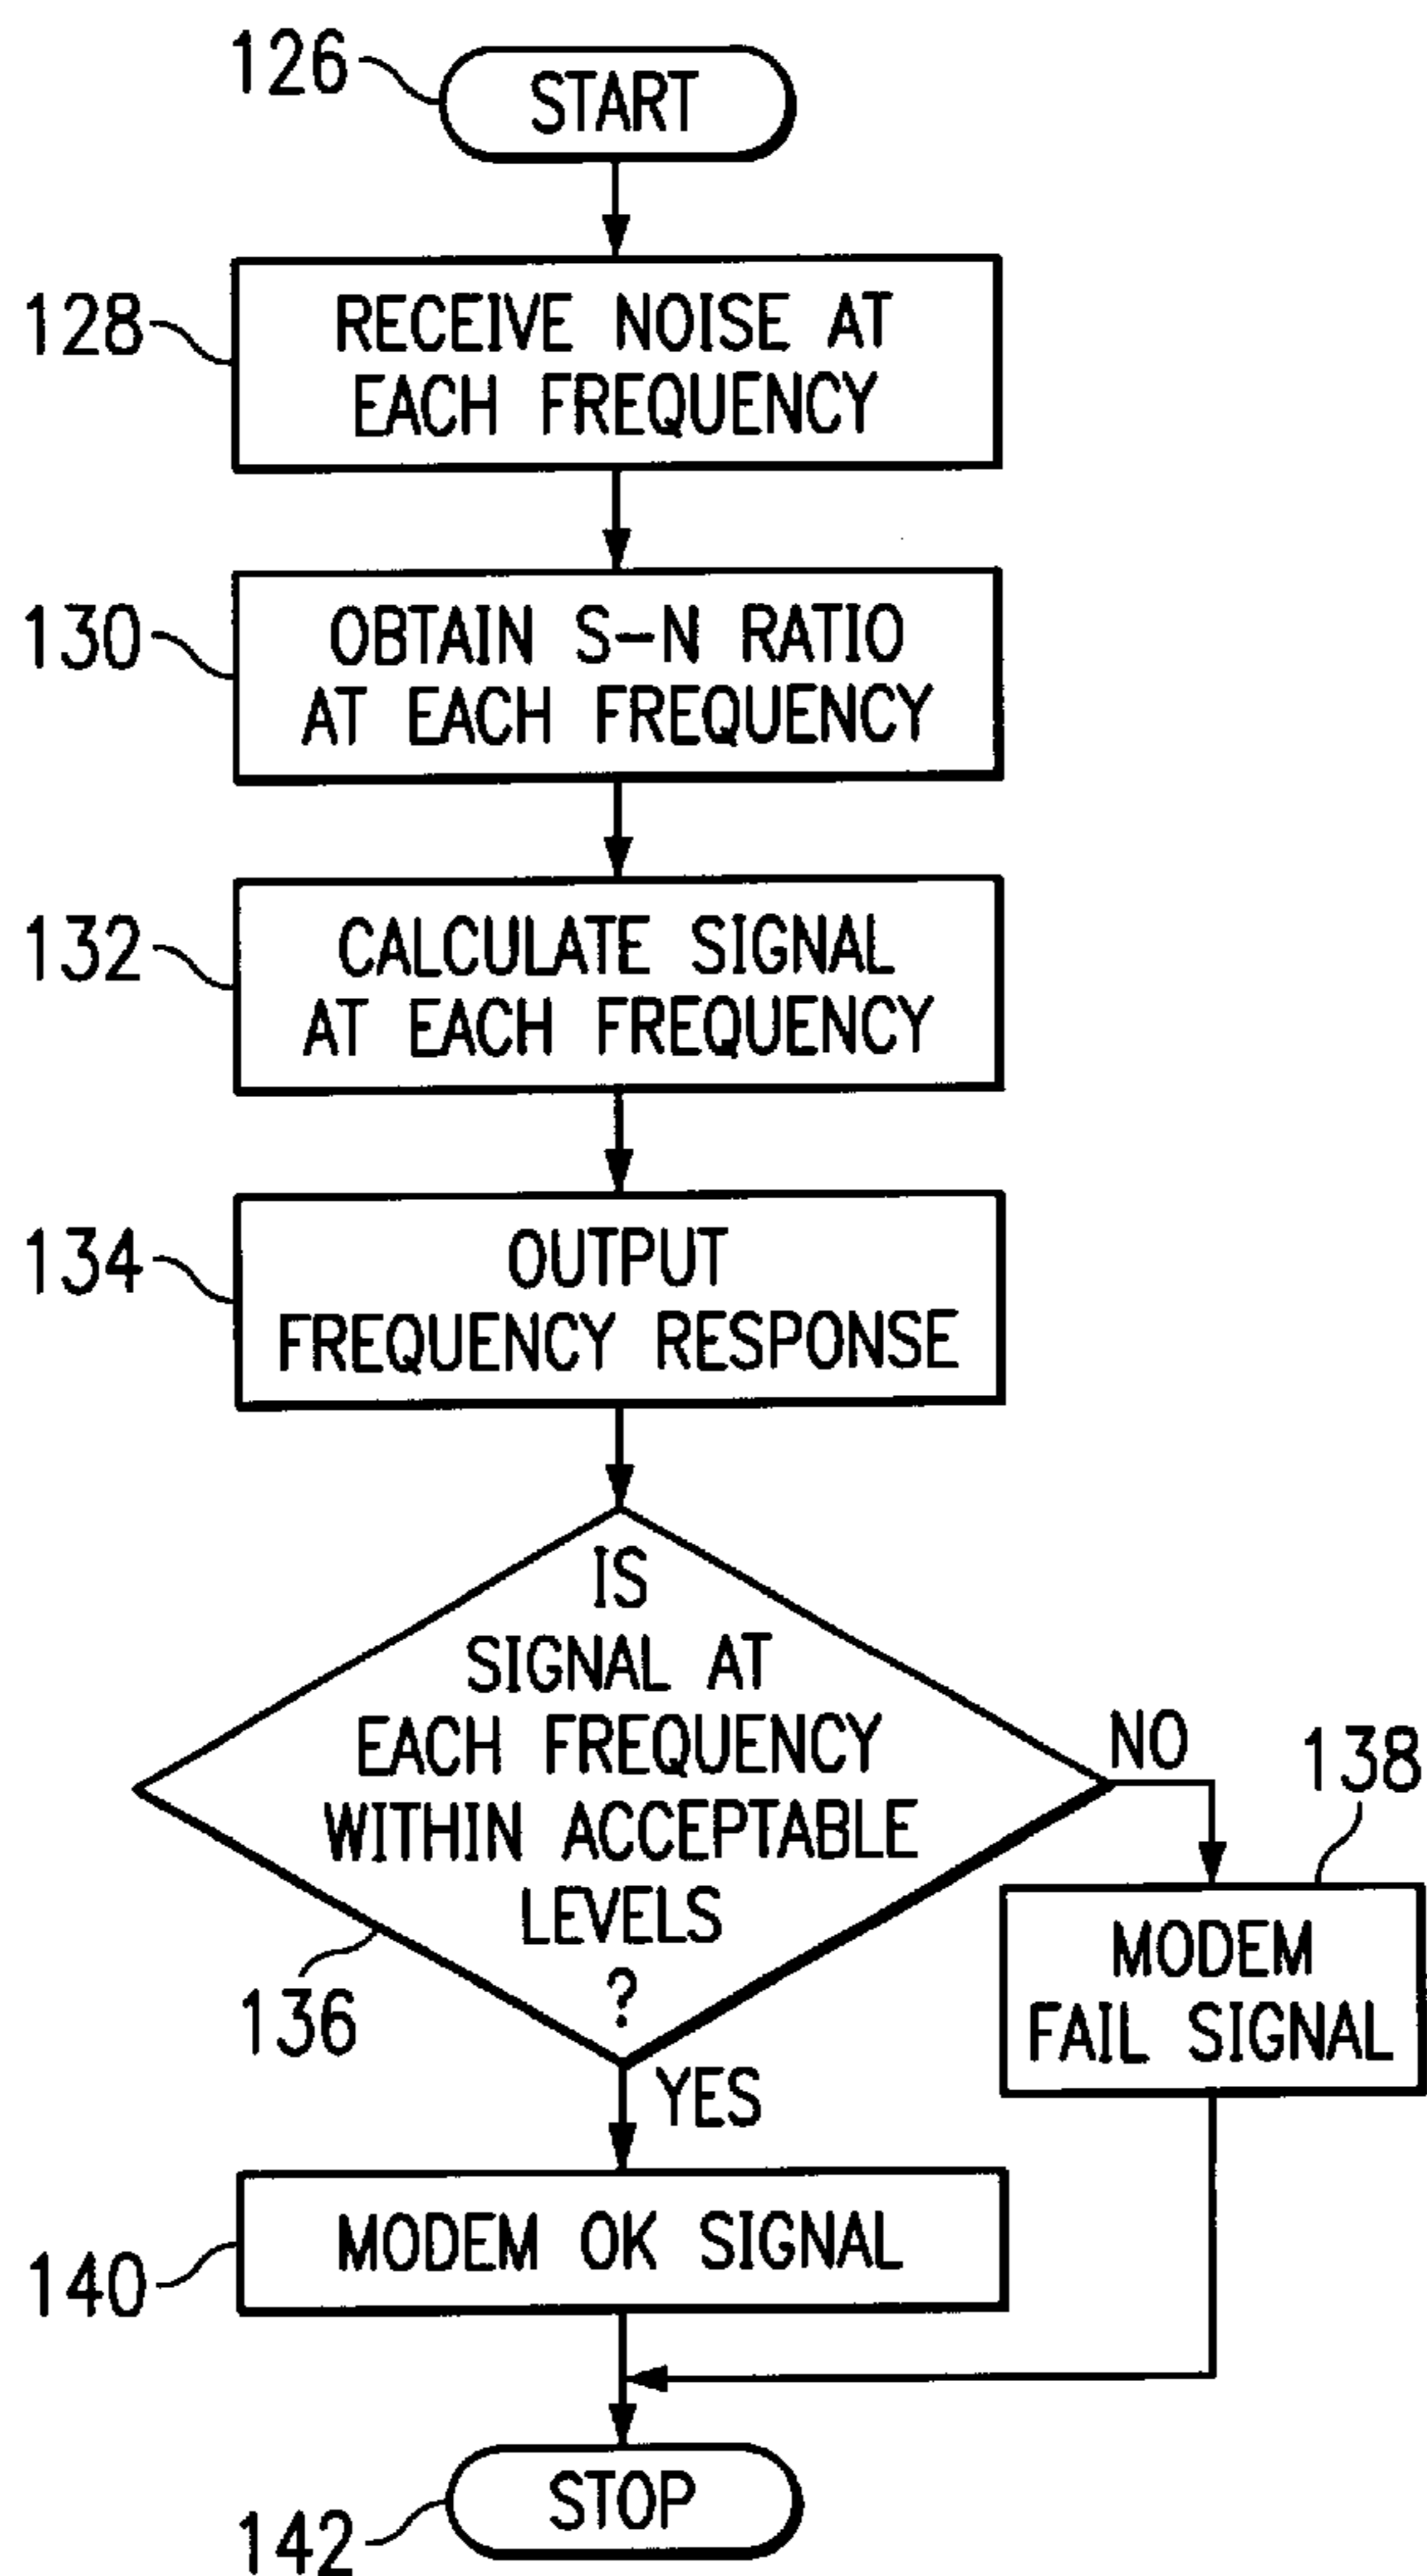 126
START
128
RECEIVE NOISE AT
EACH FREQUENCY
130
OBTAIN S-N RATIO
AT EACH FREQUENCY
132
CALCULATE SIGNAL
AT EACH FREQUENCY
134
OUTPUT
FREQUENCY RESPONSE
IS
SIGNAL AT
EACH FREQUENCY
WITHIN ACCEPTABLE
LEVELS
?
136
NO
138
MODEM
FAIL SIGNAL
YES
140
MODEM OK SIGNAL
142
STOP